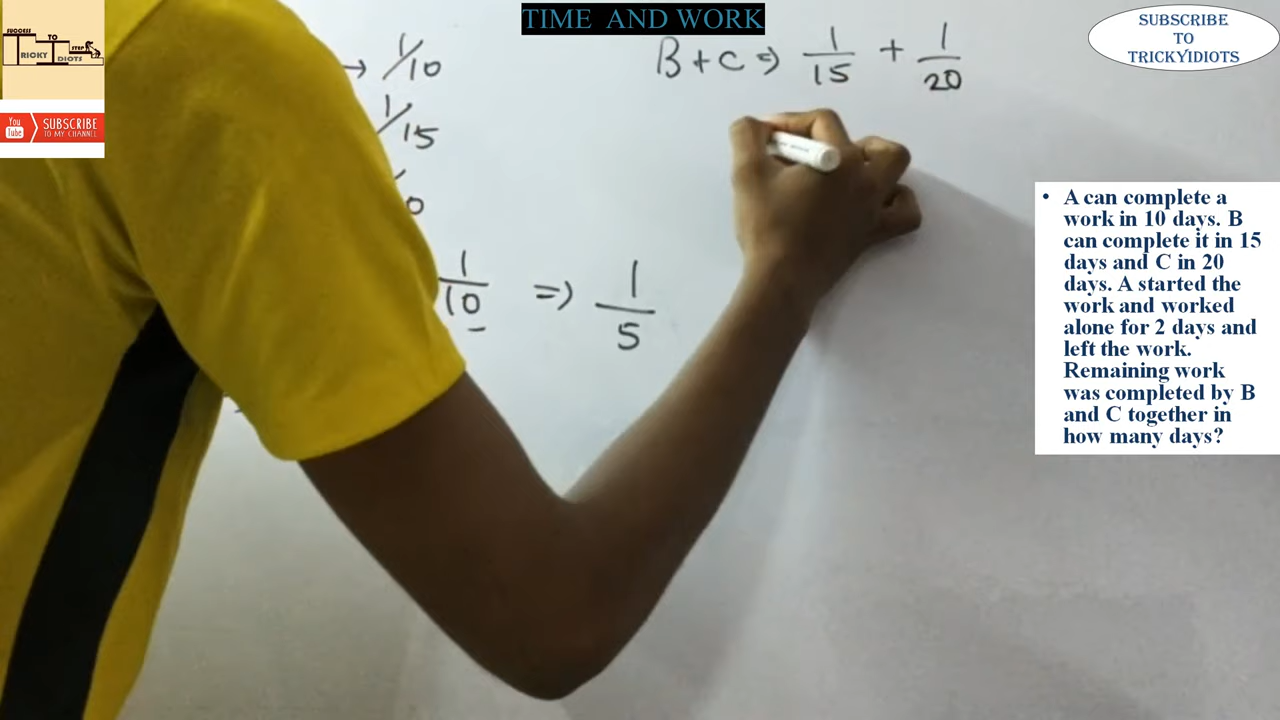 TIME AND WORK
SUCCESS
TO
STEP
TRICKY
IDIOTS
You
Tube
SUBSCRIBE
TO MY CHANNEL
SUBSCRIBE
TO
TRICKYIDIOTS
→ 1/10
1/15
0
1/10 => 1/5
B + C => 1/15 + 1/20
• A can complete a
work in 10 days. B
can complete it in 15
days and C in 20
days. A started the
work and worked
alone for 2 days and
left the work.
Remaining work
was completed by B
and C together in
how many days?